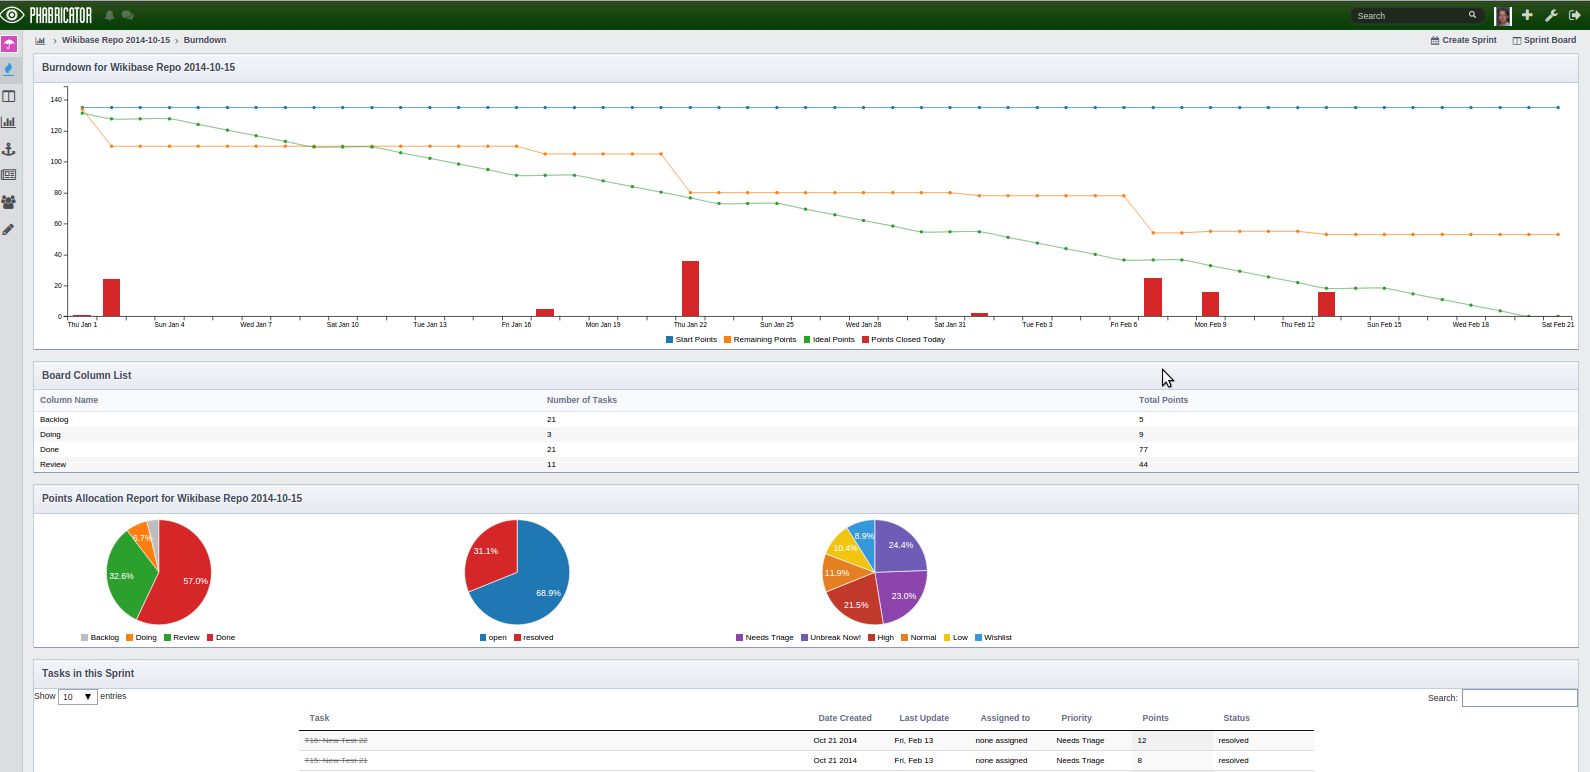 PHABRICATOR Search
Wikibase Repo 2014-10-15 > Burndown Create Sprint Sprint Board
Burndown for Wikibase Repo 2014-10-15
140
120
100
80
60
40
20
0
Thu Jan 1 Sun Jan 4 Wed Jan 7 Sat Jan 10 Tue Jan 13 Fri Jan 16 Mon Jan 19 Thu Jan 22 Sun Jan 25 Wed Jan 28 Sat Jan 31 Tue Feb 3 Fri Feb 6 Mon Feb 9 Thu Feb 12 Sun Feb 15 Wed Feb 18 Sat Feb 21
Start Points Remaining Points Ideal Points Points Closed Today
Board Column List
Column Name Number of Tasks Total Points
Backlog 21 5
Doing 3 9
Done 21 77
Review 11 44
Points Allocation Report for Wikibase Repo 2014-10-15
6.7% 32.6% 57.0%
Backlog Doing Review Done
31.1% 68.9%
open resolved
8.9% 24.4% 10.4% 11.9% 23.0% 21.5%
Needs Triage Unbreak Now! High Normal Low Wishlist
Tasks in this Sprint
Show 10 entries Search:
Task Date Created Last Update Assigned to Priority Points Status
T16: New Test 22 Oct 21 2014 Fri, Feb 13 none assigned Needs Triage 12 resolved
T15: New Test 21 Oct 21 2014 Fri, Feb 13 none assigned Needs Triage 8 resolved